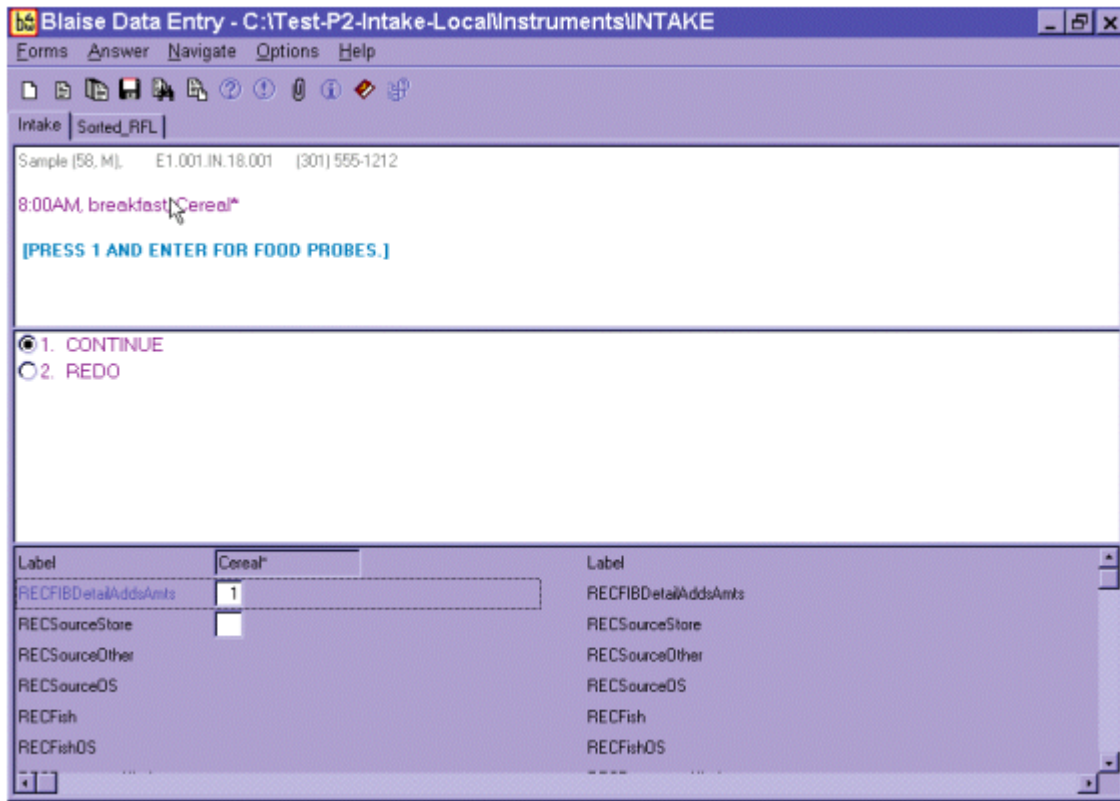 Blaise Data Entry - C:\Test-P2-Intake-Local\Instruments\INTAKE
Forms Answer Navigate Options Help
Intake Sorted_RFL
Sample (58, M), E1.001.IN.18.001 (301) 555-1212
8:00AM, breakfast, Cereal*
[PRESS 1 AND ENTER FOR FOOD PROBES.]
1. CONTINUE
2. REDO
Label Cereal* Label
RECFIBDetailAddsAmts 1 RECFIBDetailAddsAmts
RECSourceStore RECSourceStore
RECSourceOther RECSourceOther
RECSourceOS RECSourceOS
RECFish RECFish
RECFishOS RECFishOS